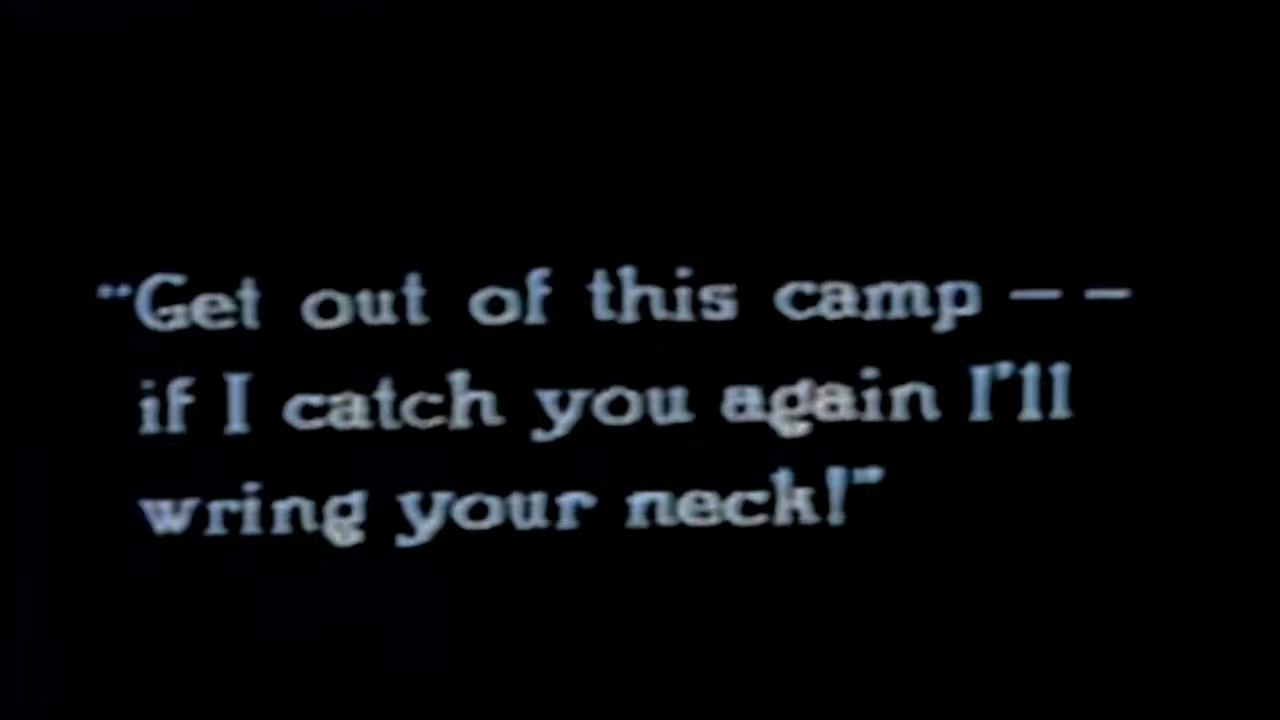 "Get out of this camp — —
if I catch you again I'll
wring your neck!"